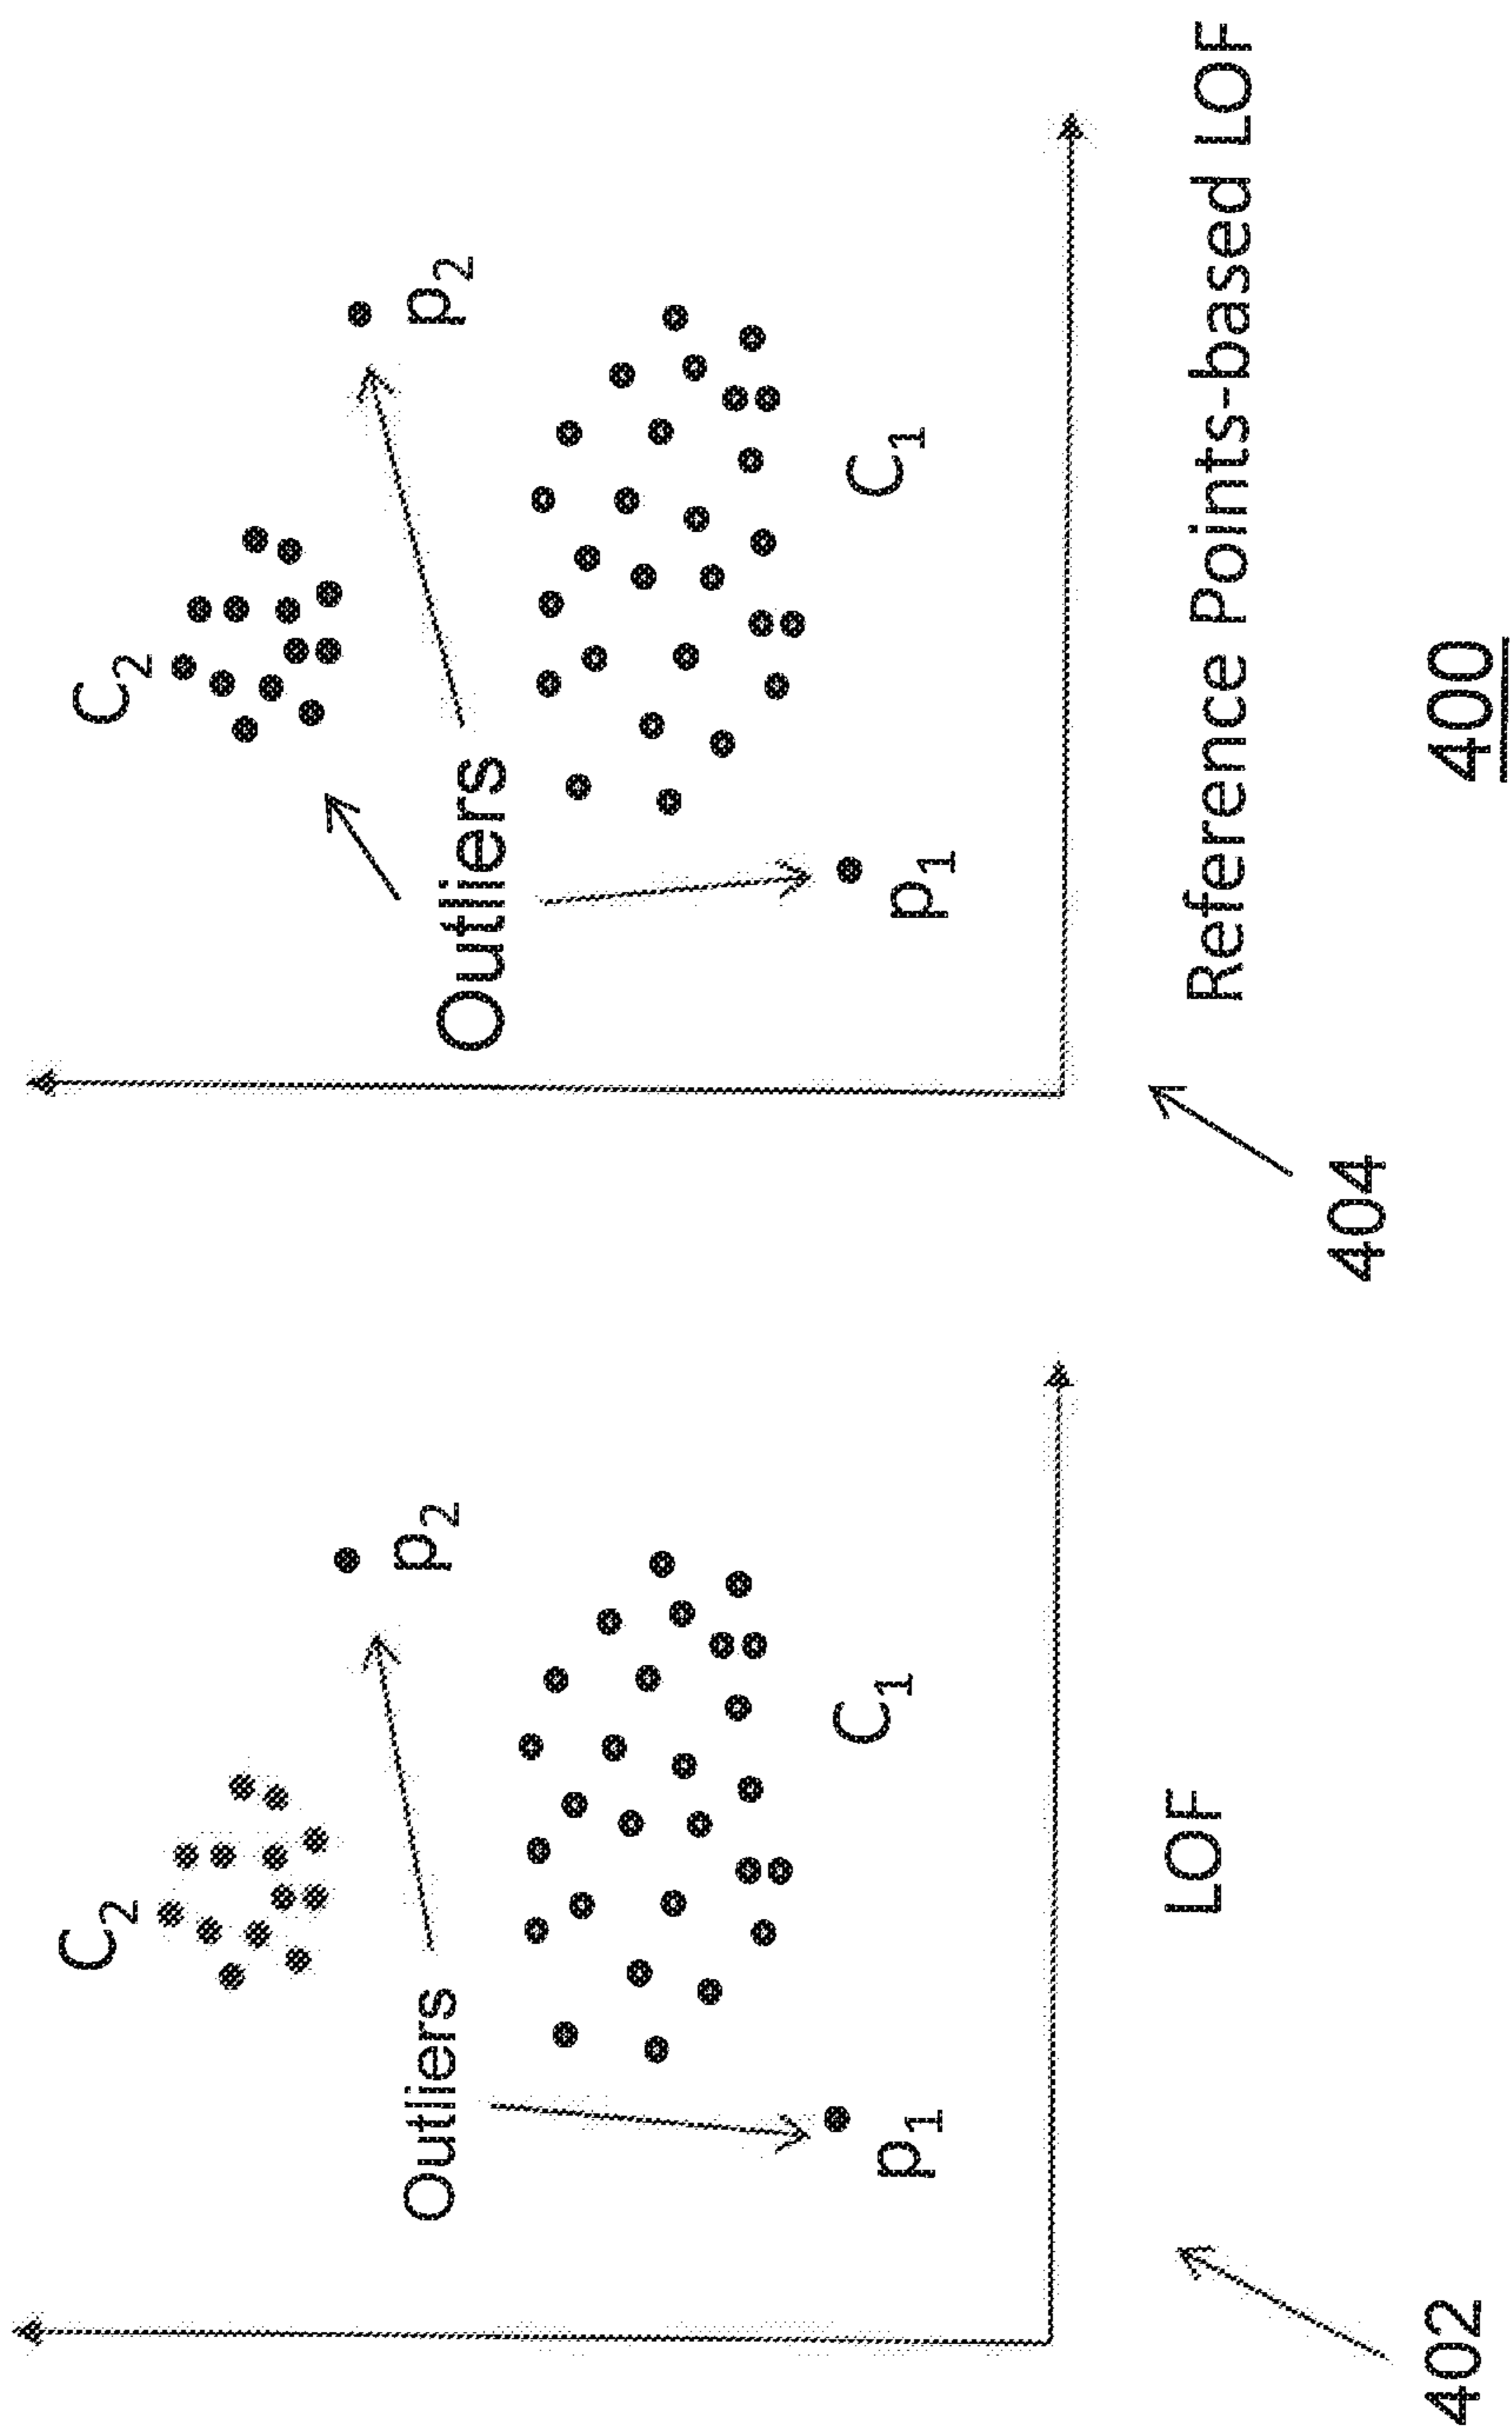 C2
Outliers
p2
p1
C1
LOF
402
C2
Outliers
p2
p1
C1
Reference Points-based LOF
404
400